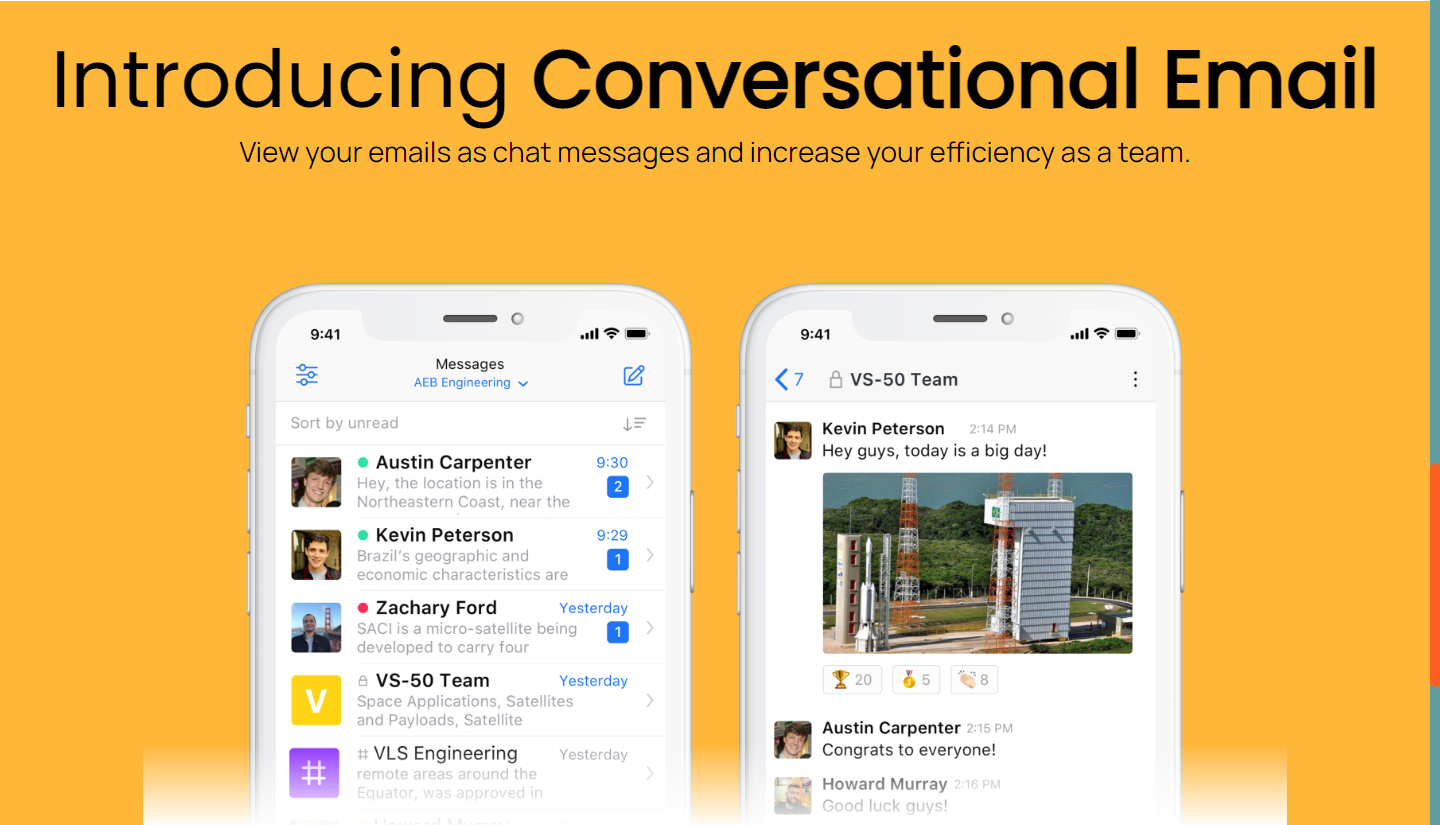 Introducing Conversational Email
View your emails as chat messages and increase your efficiency as a team.
9:41
Messages
AEB Engineering
Sort by unread
Austin Carpenter 9:30
Hey, the location is in the 2
Northeastern Coast, near the
Kevin Peterson 9:29
Brazil's geographic and 1
economic characteristics are
Zachary Ford Yesterday
SACI is a micro-satellite being 1
developed to carry four
V VS-50 Team Yesterday
Space Applications, Satellites
and Payloads, Satellite
# # VLS Engineering Yesterday
remote areas around the
Equator, was approved in
9:41
7 VS-50 Team
Kevin Peterson 2:14 PM
Hey guys, today is a big day!
20 5 8
Austin Carpenter 2:15 PM
Congrats to everyone!
Howard Murray 2:16 PM
Good luck guys!